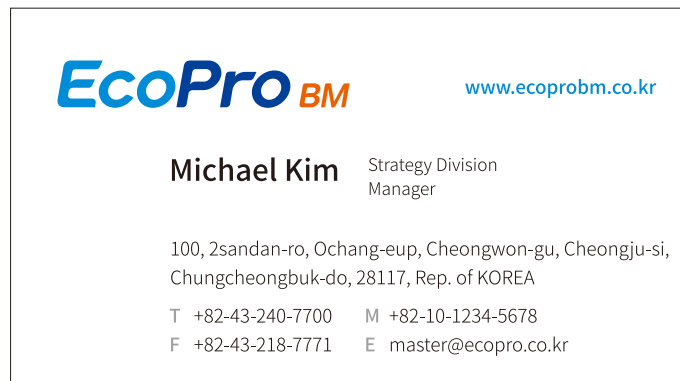 EcoPro BM
www.ecoprobm.co.kr
Michael Kim
Strategy Division
Manager
100, 2sandan-ro, Ochang-eup, Cheongwon-gu, Cheongju-si,
Chungcheongbuk-do, 28117, Rep. of KOREA
T +82-43-240-7700 M +82-10-1234-5678
F +82-43-218-7771 E master@ecopro.co.kr